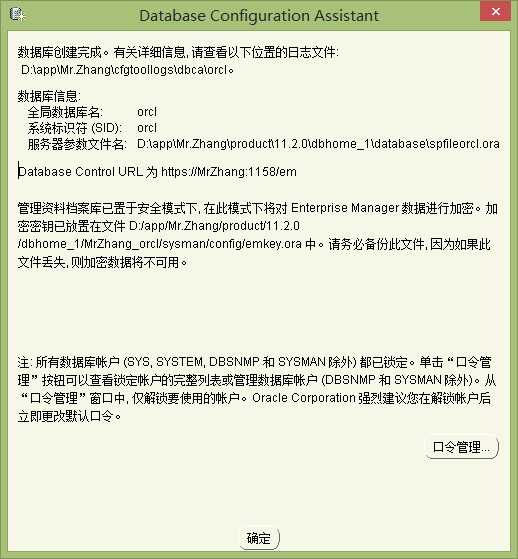 Database Configuration Assistant
数据库创建完成。有关详细信息, 请查看以下位置的日志文件:
D:\app\Mr.Zhang\cfgtoollogs\dbca\orcl。
数据库信息:
全局数据库名: orcl
系统标识符 (SID): orcl
服务器参数文件名: D:\app\Mr.Zhang\product\11.2.0\dbhome_1\database\spfileorcl.ora
Database Control URL 为 https://MrZhang:1158/em
管理资料档案库已置于安全模式下, 在此模式下将对 Enterprise Manager 数据进行加密。加
密密钥已放置在文件 D:/app/Mr.Zhang/product/11.2.0
/dbhome_1/MrZhang_orcl/sysman/config/emkey.ora 中。请务必备份此文件, 因为如果此
文件丢失, 则加密数据将不可用。
注: 所有数据库帐户 (SYS, SYSTEM, DBSNMP 和 SYSMAN 除外) 都已锁定。单击“口令管
理”按钮可以查看锁定帐户的完整列表或管理数据库帐户 (DBSNMP 和 SYSMAN 除外)。从
“口令管理”窗口中, 仅解锁要使用的帐户。Oracle Corporation 强烈建议您在解锁帐户后
立即更改默认口令。
口令管理...
确定